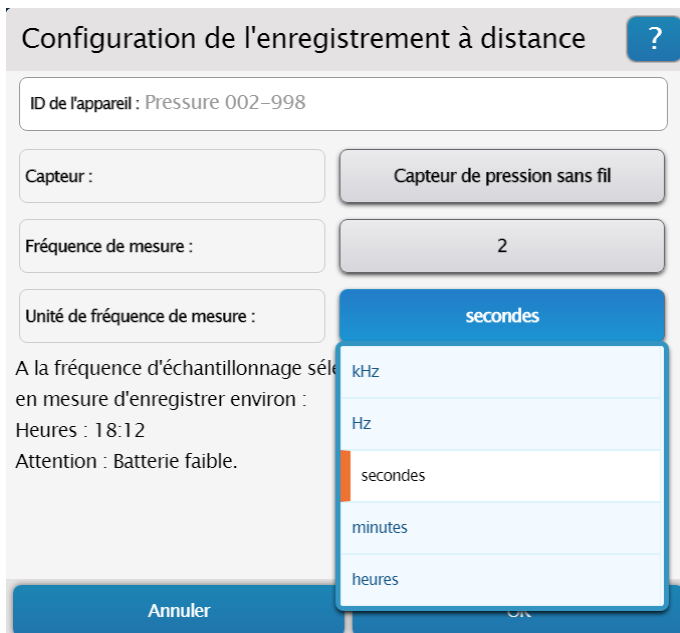 Configuration de l'enregistrement à distance ?
ID de l'appareil : Pressure 002-998
Capteur : Capteur de pression sans fil
Fréquence de mesure : 2
Unité de fréquence de mesure : secondes
A la fréquence d'échantillonnage
en mesure d'enregistrer environ :
Heures : 18:12
Attention : Batterie faible.
kHz
Hz
secondes
minutes
heures
Annuler OK